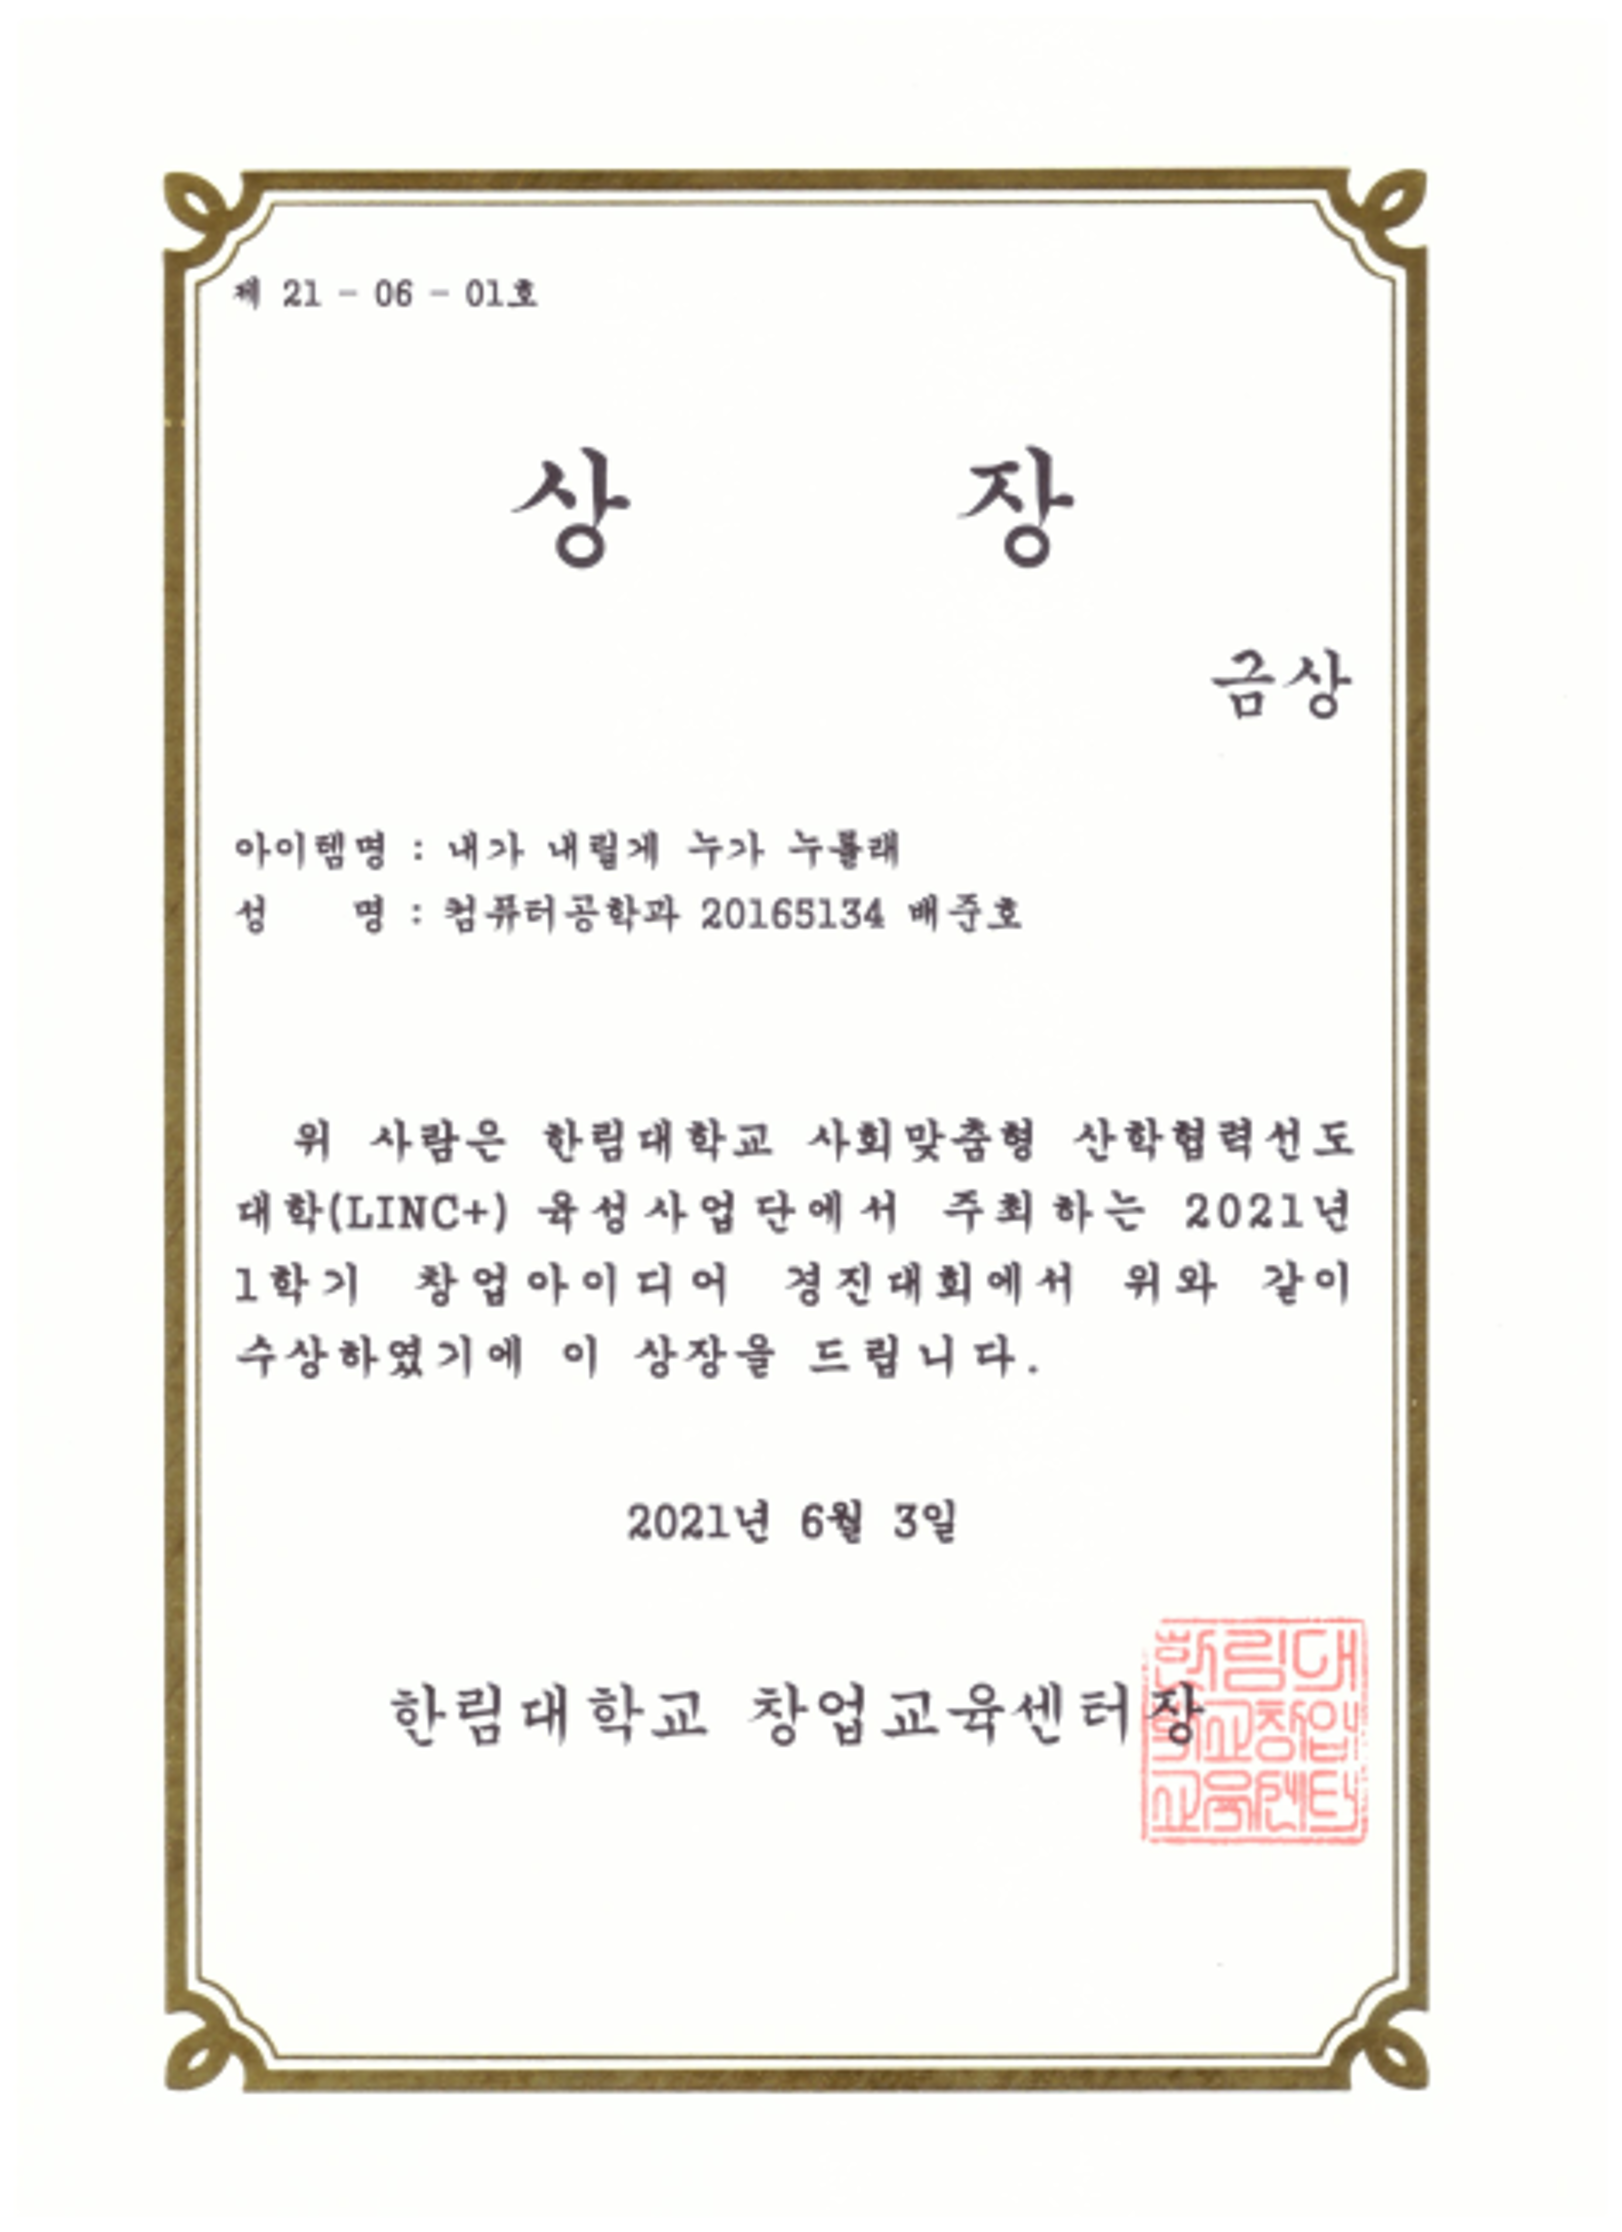 제 21 - 06 - 01호
상 장
금상
아이템명 : 내가 내릴게 누가 누를래
성 명 : 컴퓨터공학과 20165134 배준호
위 사람은 한림대학교 사회맞춤형 산학협력선도
대학(LINC+) 육성사업단에서 주최하는 2021년
1학기 창업아이디어 경진대회에서 위와 같이
수상하였기에 이 상장을 드립니다.
2021년 6월 3일
한림대학교 창업교육센터장
한림대
학교창업
교육센터